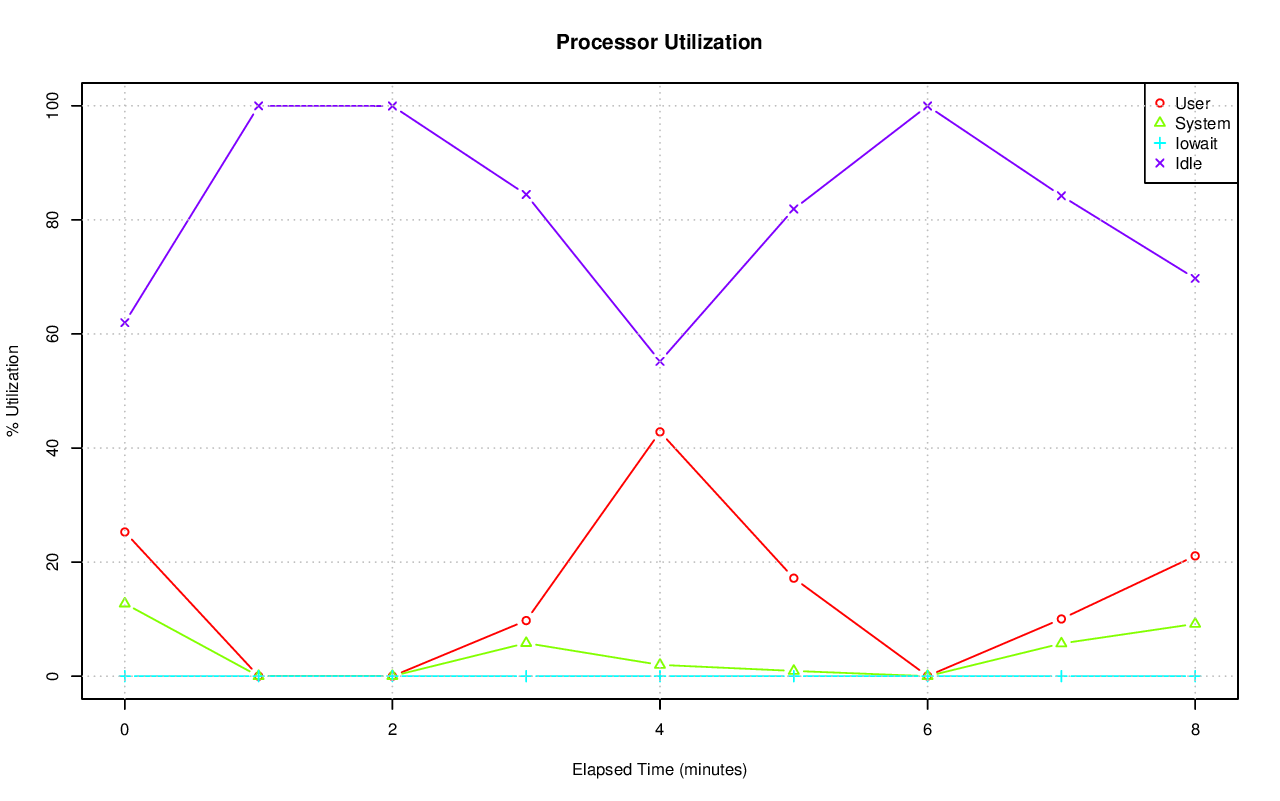 Processor Utilization
100
80
60
40
20
0
% Utilization
User
System
Iowait
Idle
0 2 4 6 8
Elapsed Time (minutes)